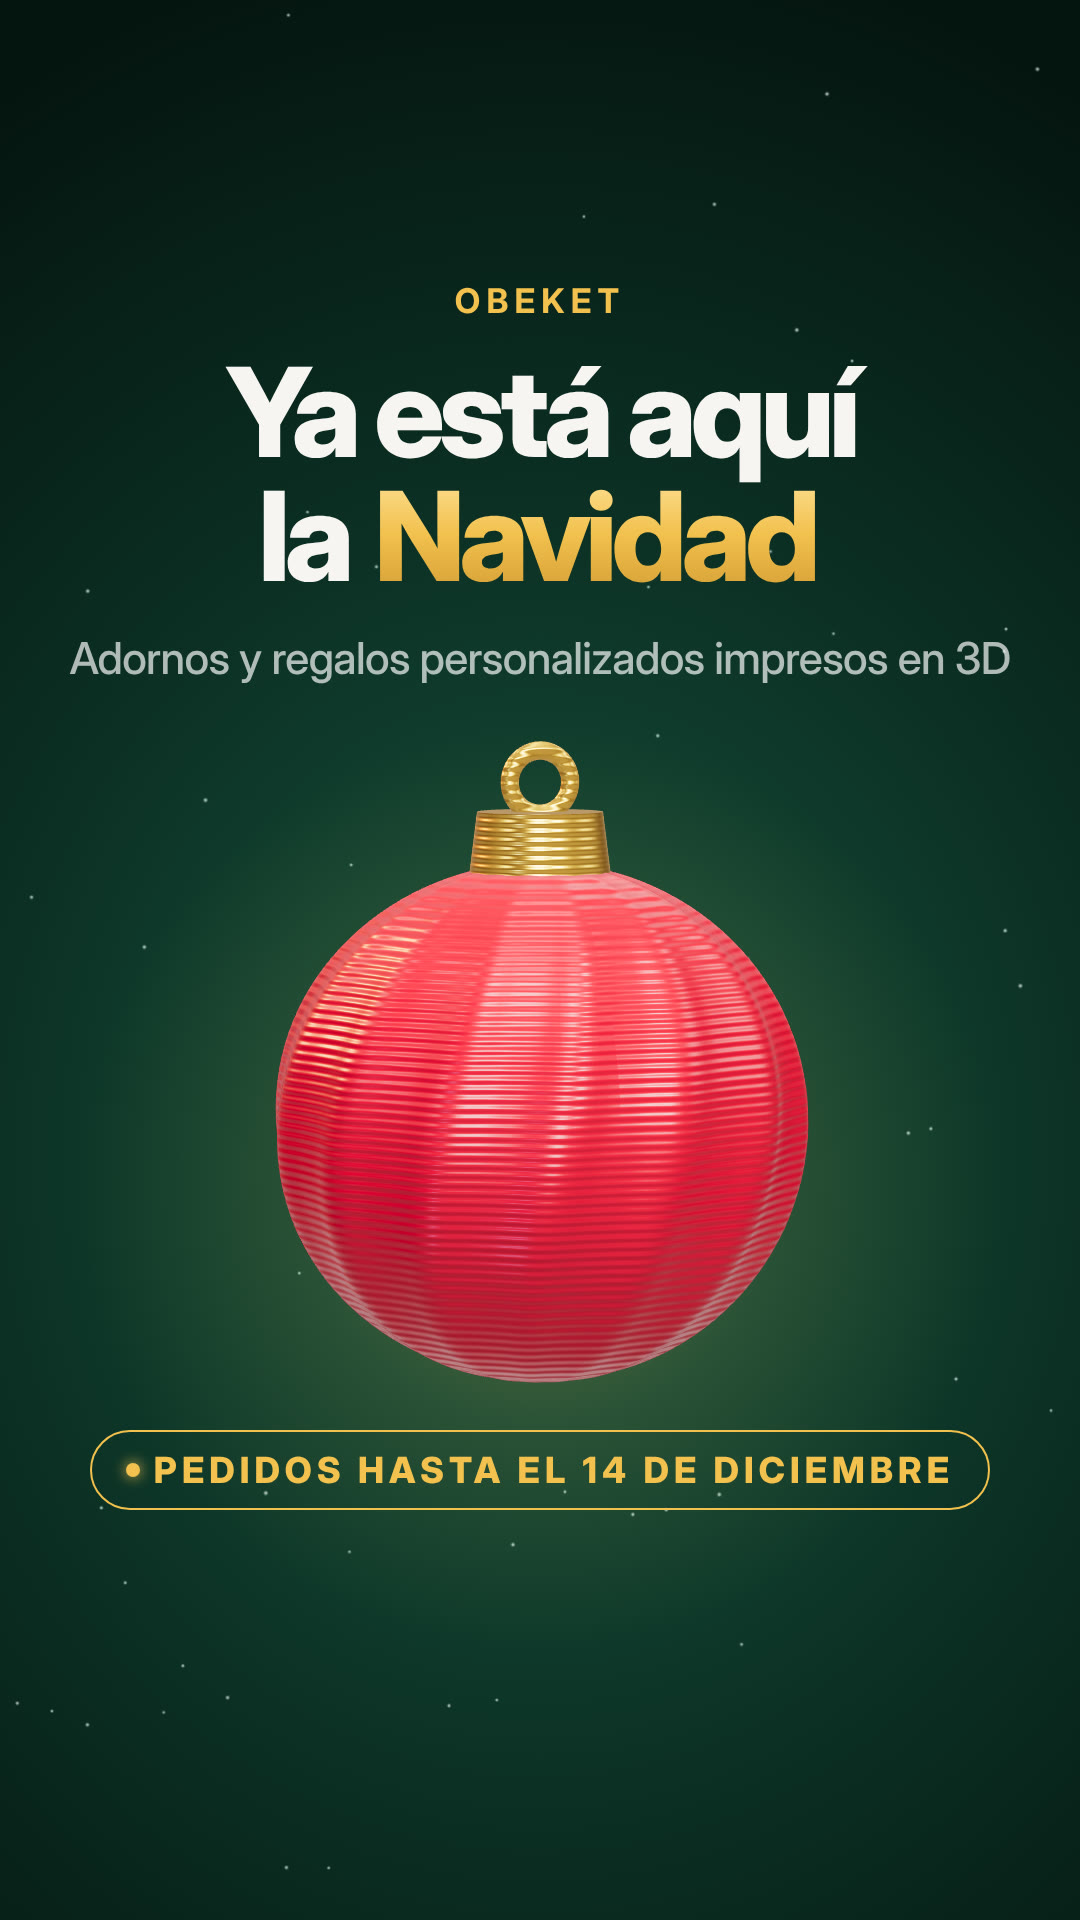 OBEKET
Ya está aquí
la Navidad
Adornos y regalos personalizados impresos en 3D
PEDIDOS HASTA EL 14 DE DICIEMBRE